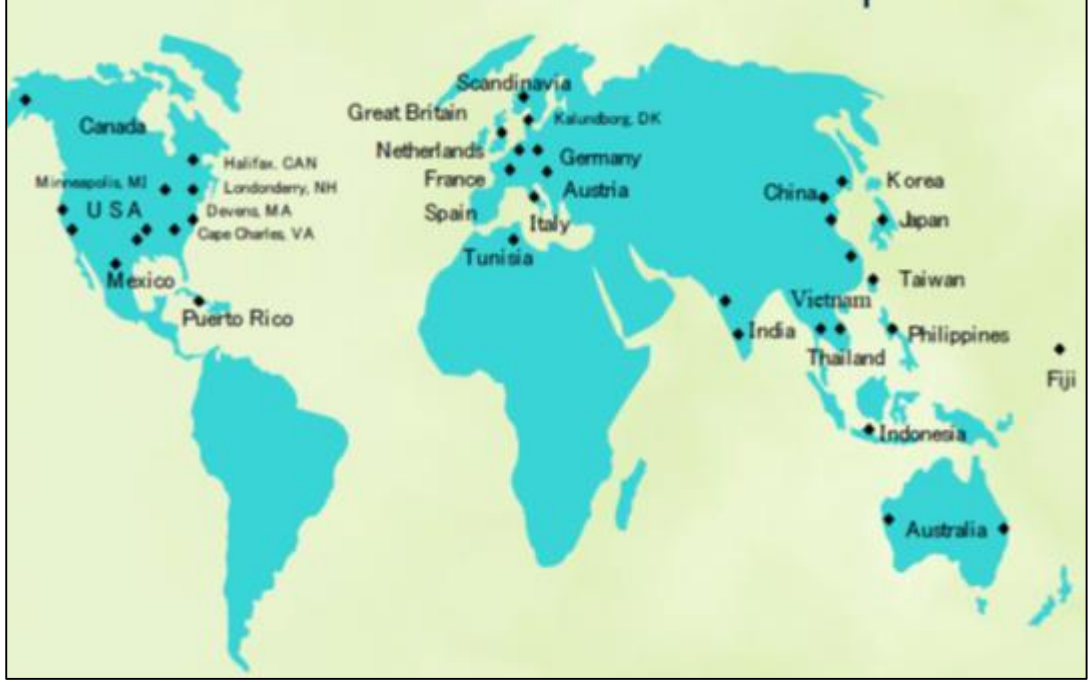 Scandinavia
Great Britain
Kalundborg, DK
Canada
Netherlands
Germany
Halifax, CAN
France
Minneapolis, MI
Londonderry, NH
Austria
China
Korea
USA
Devens, MA
Spain
Italy
Japan
Cape Charles, VA
Tunisia
Mexico
Taiwan
Vietnam
Puerto Rico
India
Philippines
Thailand
Fiji
Indonesia
Australia